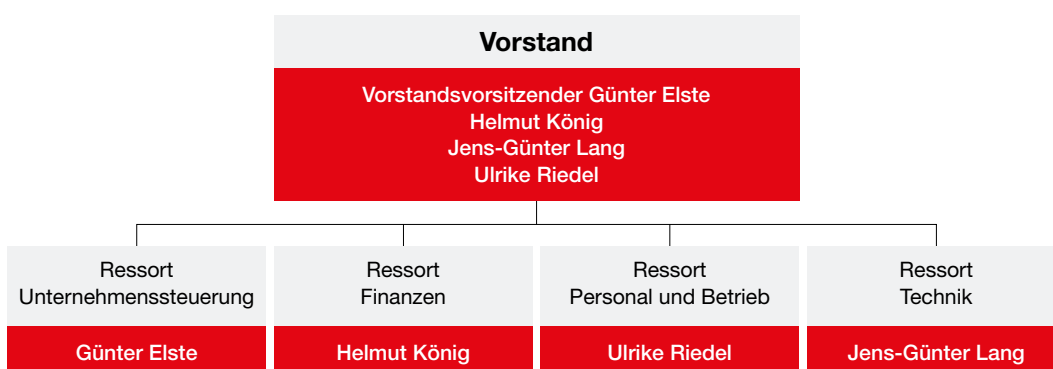 Vorstand
Vorstandsvorsitzender Günter Elste
Helmut König
Jens-Günter Lang
Ulrike Riedel
Ressort
Unternehmenssteuerung
Günter Elste
Ressort
Finanzen
Helmut König
Ressort
Personal und Betrieb
Ulrike Riedel
Ressort
Technik
Jens-Günter Lang